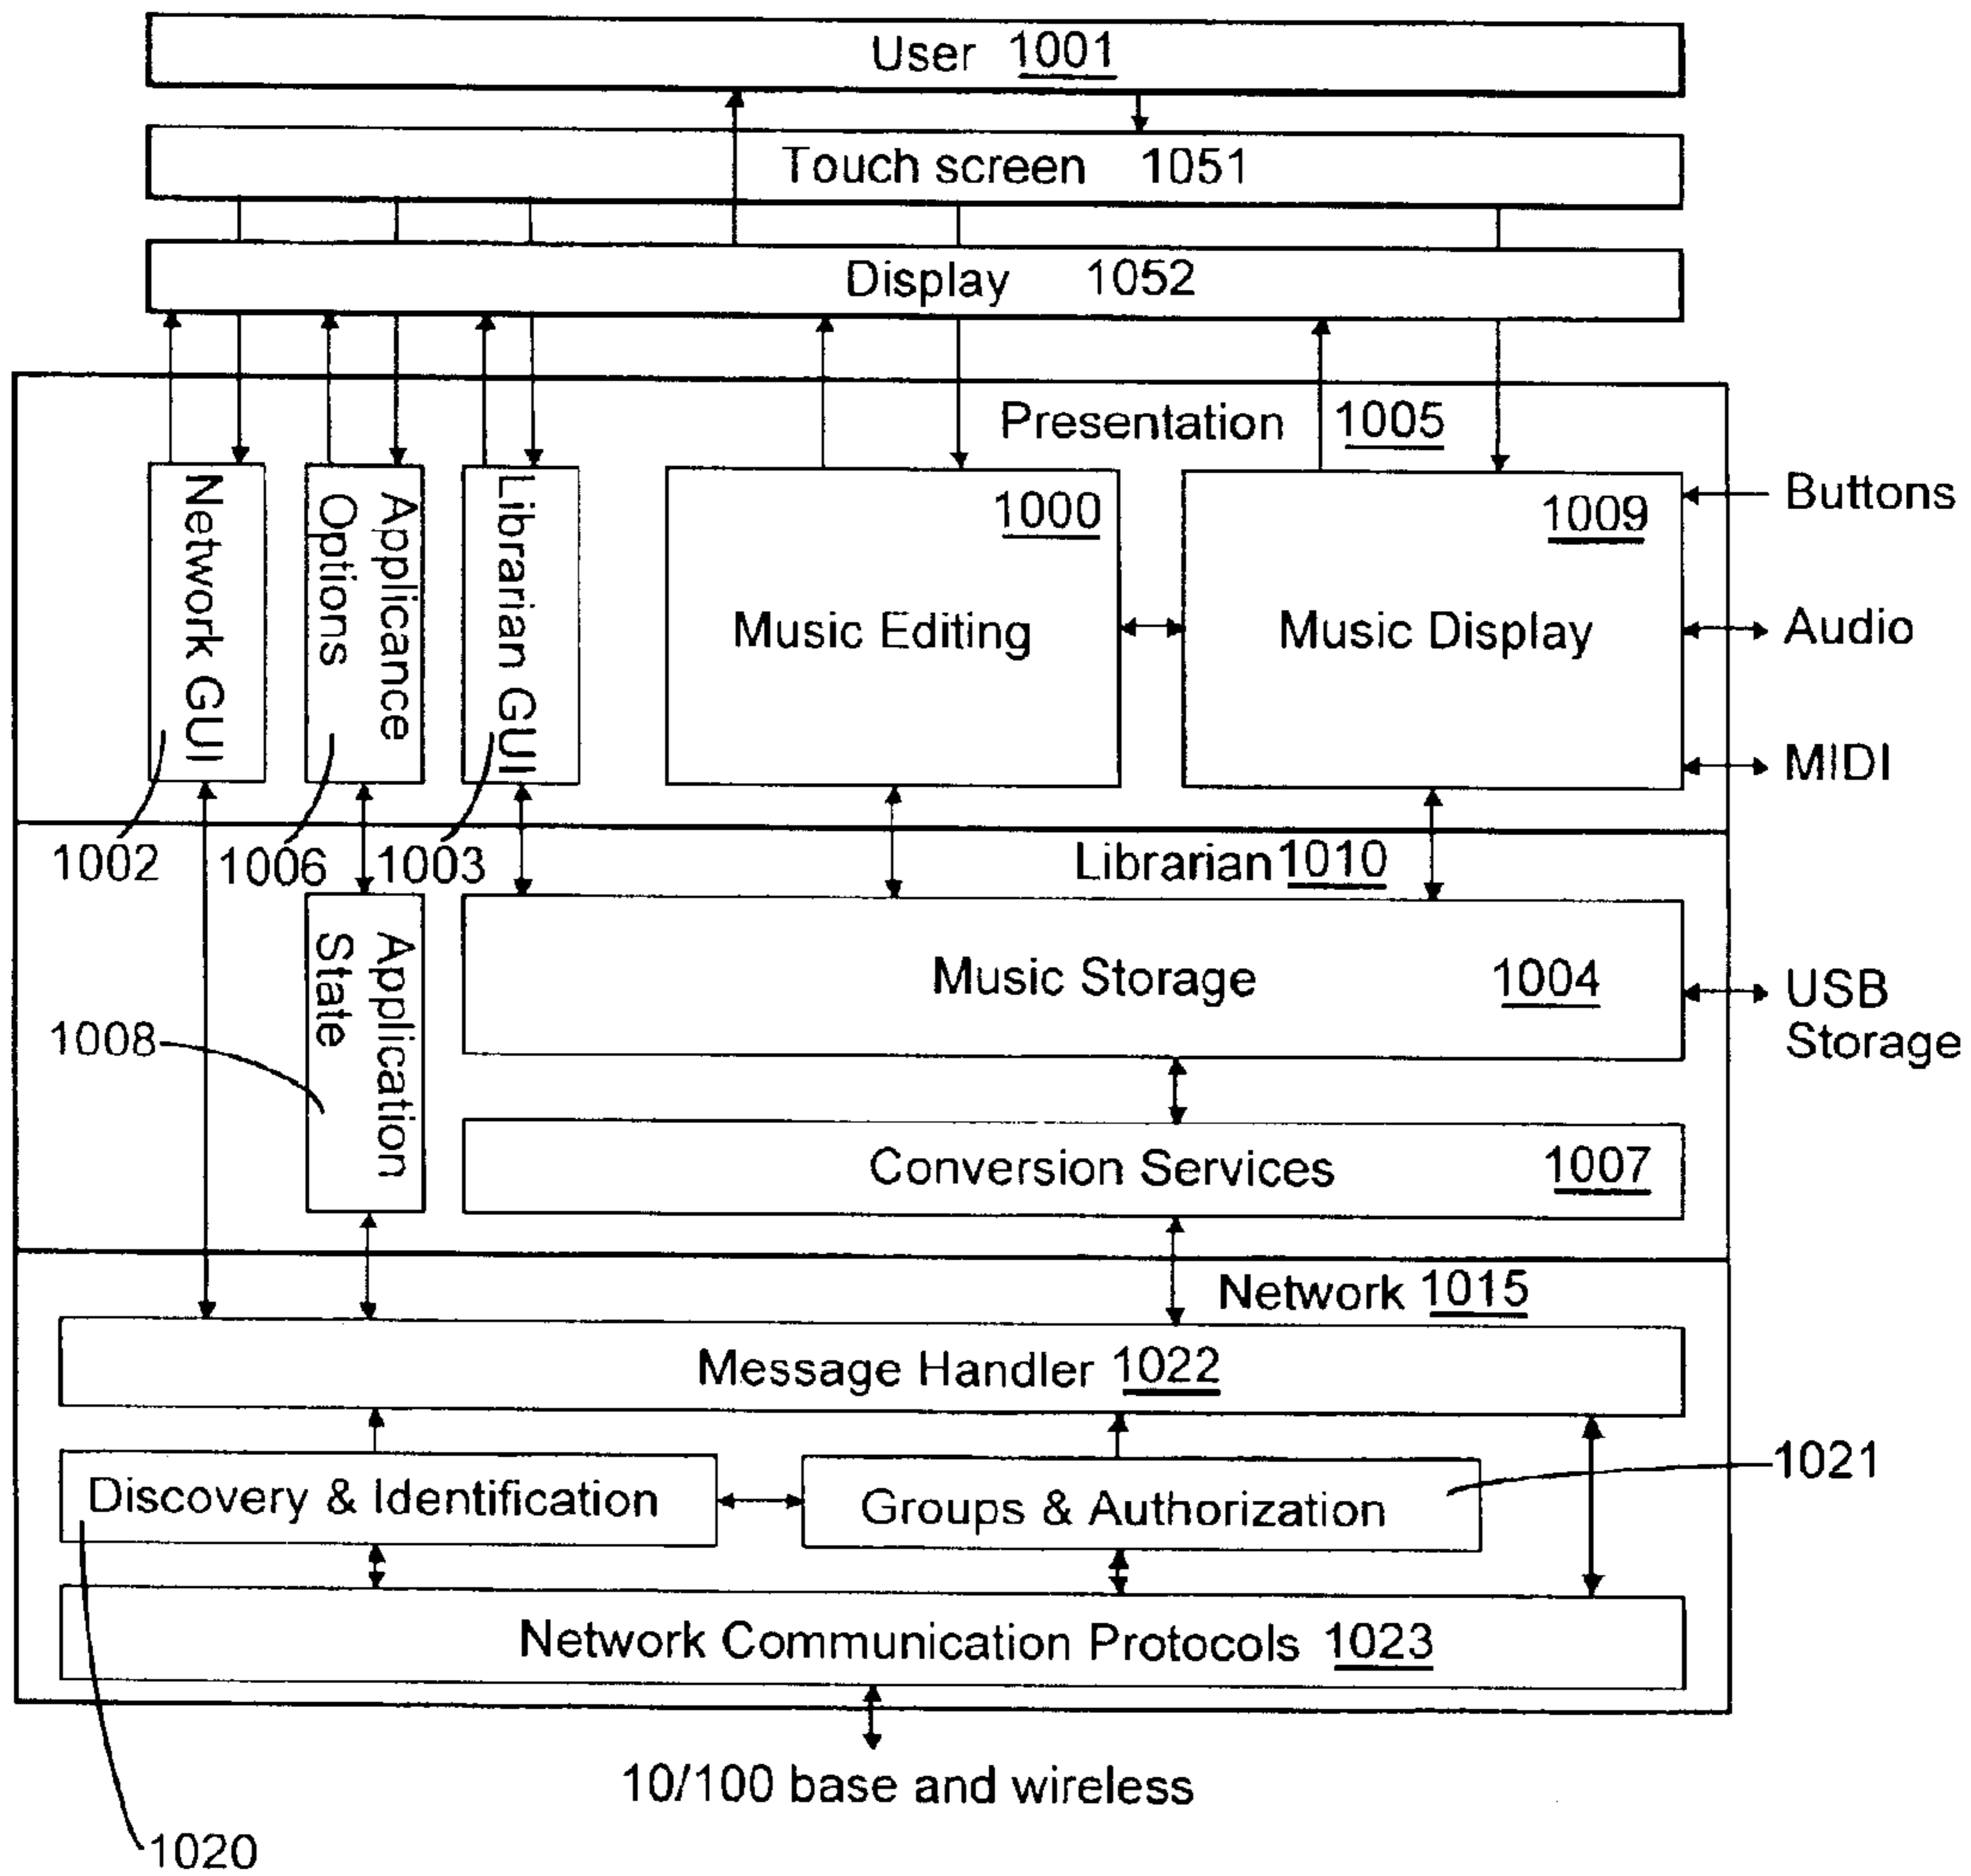 User 1001
Touch screen 1051
Display 1052
Presentation 1005
Network GUI
Applicance
Options
Librarian GUI
1000
Music Editing
1009
Music Display
Buttons
Audio
MIDI
1002
1006
1003
Librarian 1010
Application
State
1008
Music Storage 1004
USB
Storage
Conversion Services 1007
Network 1015
Message Handler 1022
Discovery & Identification
Groups & Authorization
1021
Network Communication Protocols 1023
10/100 base and wireless
1020